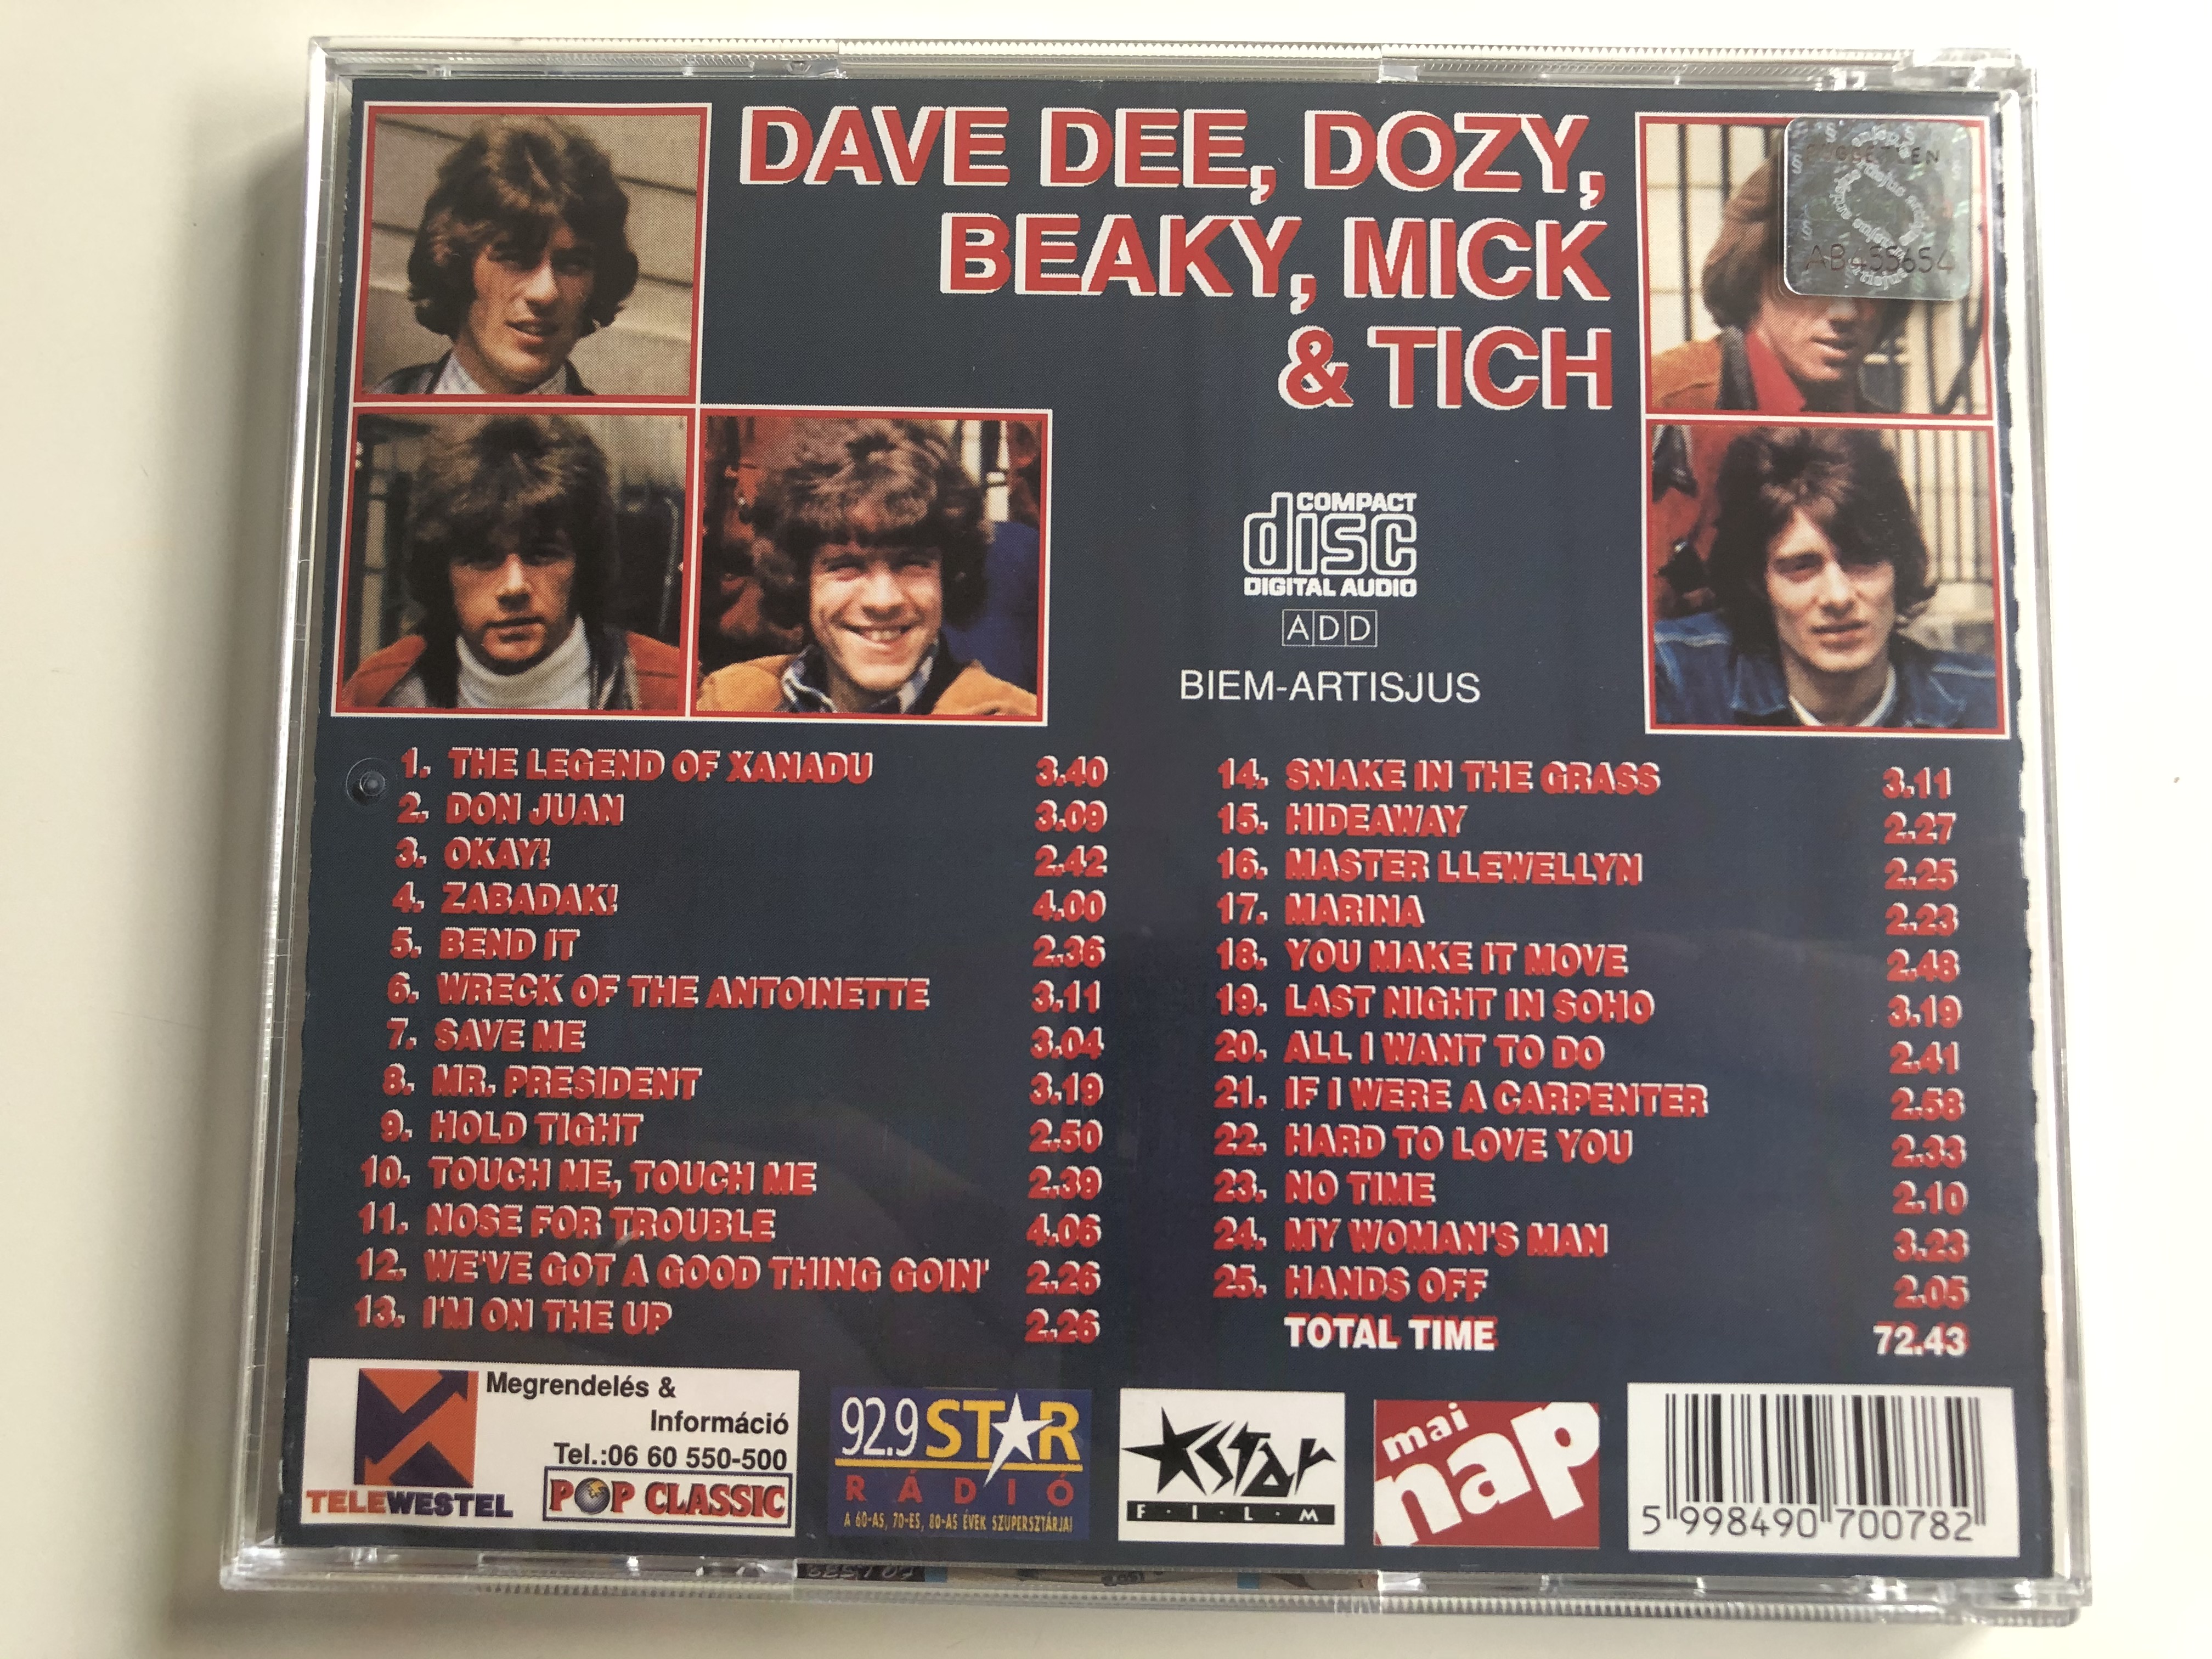 DAVE DEE, DOZY,
BEAKY, MICK
& TICH
AB455654
COMPACT
disc
DIGITAL AUDIO
ADD
BIEM-ARTISJUS
1. THE LEGEND OF XANADU 3.40
2. DON JUAN 3.09
3. OKAY! 2.42
4. ZABADAK! 4.00
5. BEND IT 2.36
6. WRECK OF THE ANTOINETTE 3.11
7. SAVE ME 3.04
8. MR. PRESIDENT 3.19
9. HOLD TIGHT 2.50
10. TOUCH ME, TOUCH ME 2.39
11. NOSE FOR TROUBLE 4.06
12. WE'VE GOT A GOOD THING GOIN' 2.26
13. I'M ON THE UP 2.26
14. SNAKE IN THE GRASS 3.11
15. HIDEAWAY 2.27
16. MASTER LLEWELLYN 2.25
17. MARINA 2.23
18. YOU MAKE IT MOVE 2.48
19. LAST NIGHT IN SOHO 3.19
20. ALL I WANT TO DO 2.41
21. IF I WERE A CARPENTER 2.58
22. HARD TO LOVE YOU 2.33
23. NO TIME 2.10
24. MY WOMAN'S MAN 3.23
25. HANDS OFF 2.05
TOTAL TIME 72.43
Megrendelés &
Információ
Tel.:06 60 550-500
TELEWESTEL
POP CLASSIC
92.9 STAR
RÁDIÓ
A 60-AS, 70-ES, 80-AS ÉVEK SZUPERSZTÁRJAI
Star
F·I·L·M
mai
nap
5 998490 700782